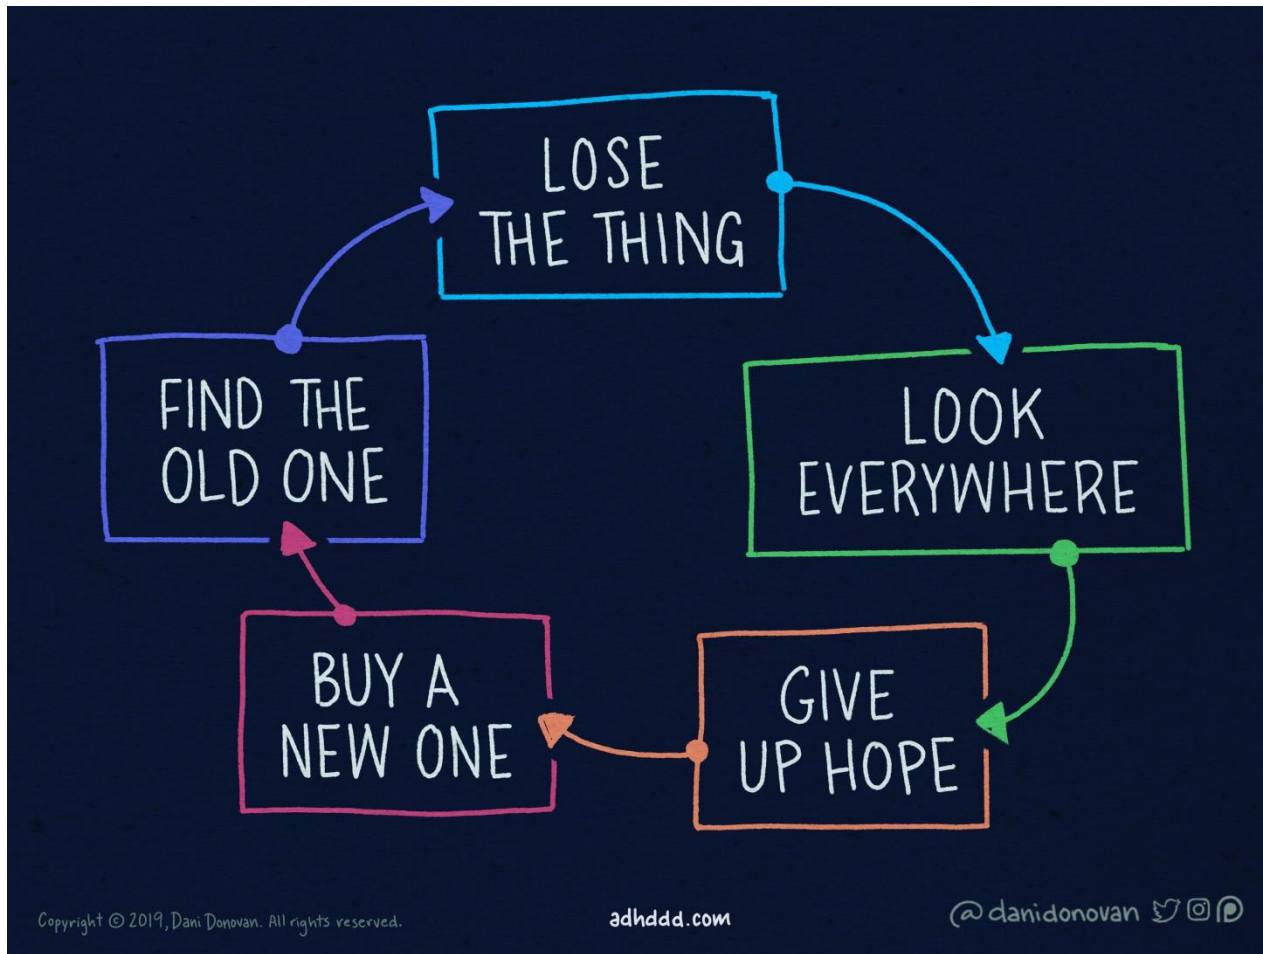 LOSE
THE THING
LOOK
EVERYWHERE
GIVE
UP HOPE
BUY A
NEW ONE
FIND THE
OLD ONE
Copyright © 2019, Dani Donovan. All rights reserved.
adhddd.com
@danidonovan